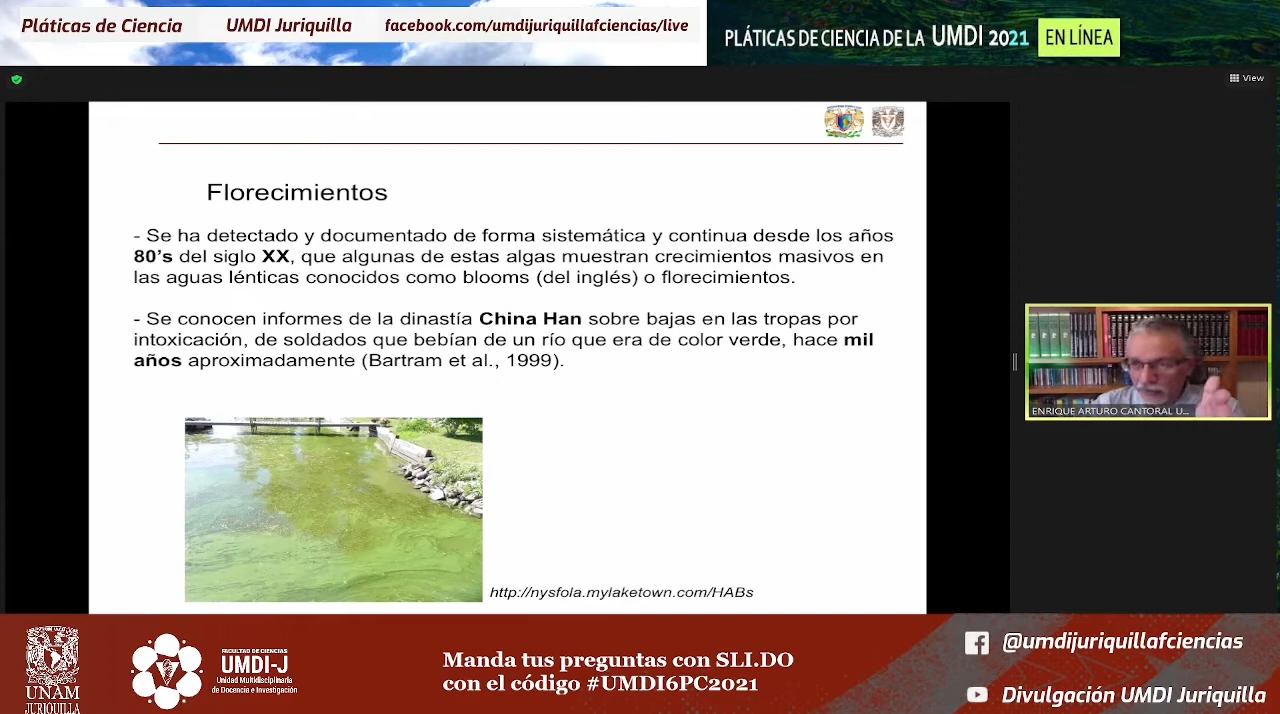 Pláticas de Ciencia UMDI Juriquilla facebook.com/umdijuriquillafciencias/live
PLÁTICAS DE CIENCIA DE LA UMDI 2021 EN LÍNEA
View
Florecimientos
- Se ha detectado y documentado de forma sistemática y continua desde los años
80's del siglo XX, que algunas de estas algas muestran crecimientos masivos en
las aguas lénticas conocidos como blooms (del inglés) o florecimientos.
- Se conocen informes de la dinastía China Han sobre bajas en las tropas por
intoxicación, de soldados que bebían de un río que era de color verde, hace mil
años aproximadamente (Bartram et al., 1999).
http://nysfola.mylaketown.com/HABs
ENRIQUE ARTURO CANTORAL U...
UNAM
JURIQUILLA
FACULTAD DE CIENCIAS
UMDI-J
Unidad Multidisciplinaria
de Docencia e Investigación
Manda tus preguntas con SLI.DO
con el código #UMDI6PC2021
@umdijuriquillafciencias
Divulgación UMDI Juriquilla